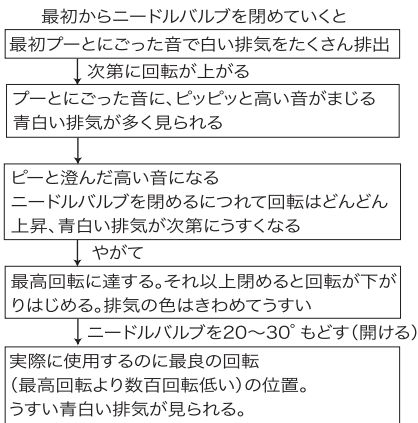 最初からニードルバルブを閉めていくと
最初プーとにごった音で白い排気をたくさん排出
次第に回転が上がる
プーとにごった音に、ピッピッと高い音がまじる
青白い排気が多く見られる
ピーと澄んだ高い音になる
ニードルバルブを閉めるにつれて回転はどんどん
上昇、青白い排気が次第にうすくなる
やがて
最高回転に達する。それ以上閉めると回転が下が
りはじめる。排気の色はきわめてうすい
ニードルバルブを20〜30°もどす(開ける)
実際に使用するのに最良の回転
(最高回転より数百回転低い)の位置。
うすい青白い排気が見られる。